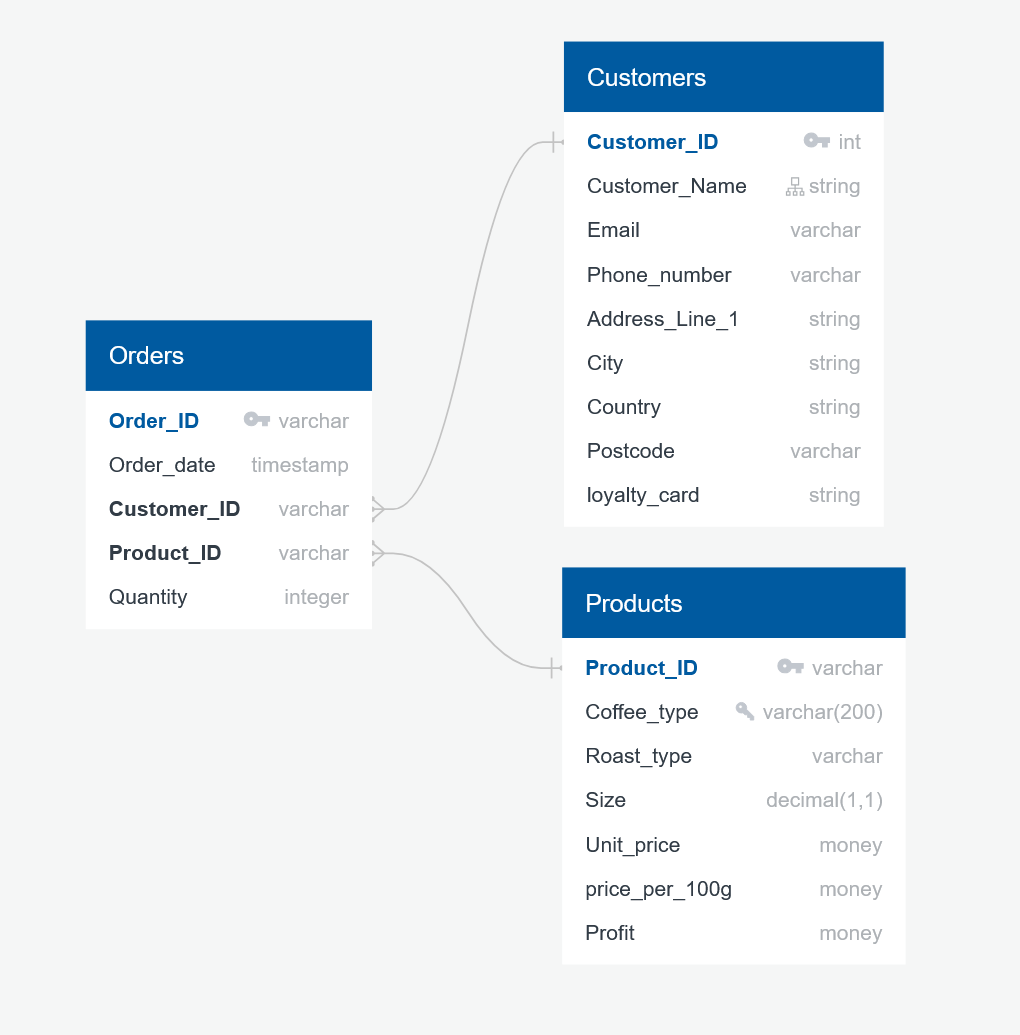 Customers
Customer_ID int
Customer_Name string
Email varchar
Phone_number varchar
Address_Line_1 string
City string
Country string
Postcode varchar
loyalty_card string
Orders
Order_ID varchar
Order_date timestamp
Customer_ID varchar
Product_ID varchar
Quantity integer
Products
Product_ID varchar
Coffee_type varchar(200)
Roast_type varchar
Size decimal(1,1)
Unit_price money
price_per_100g money
Profit money